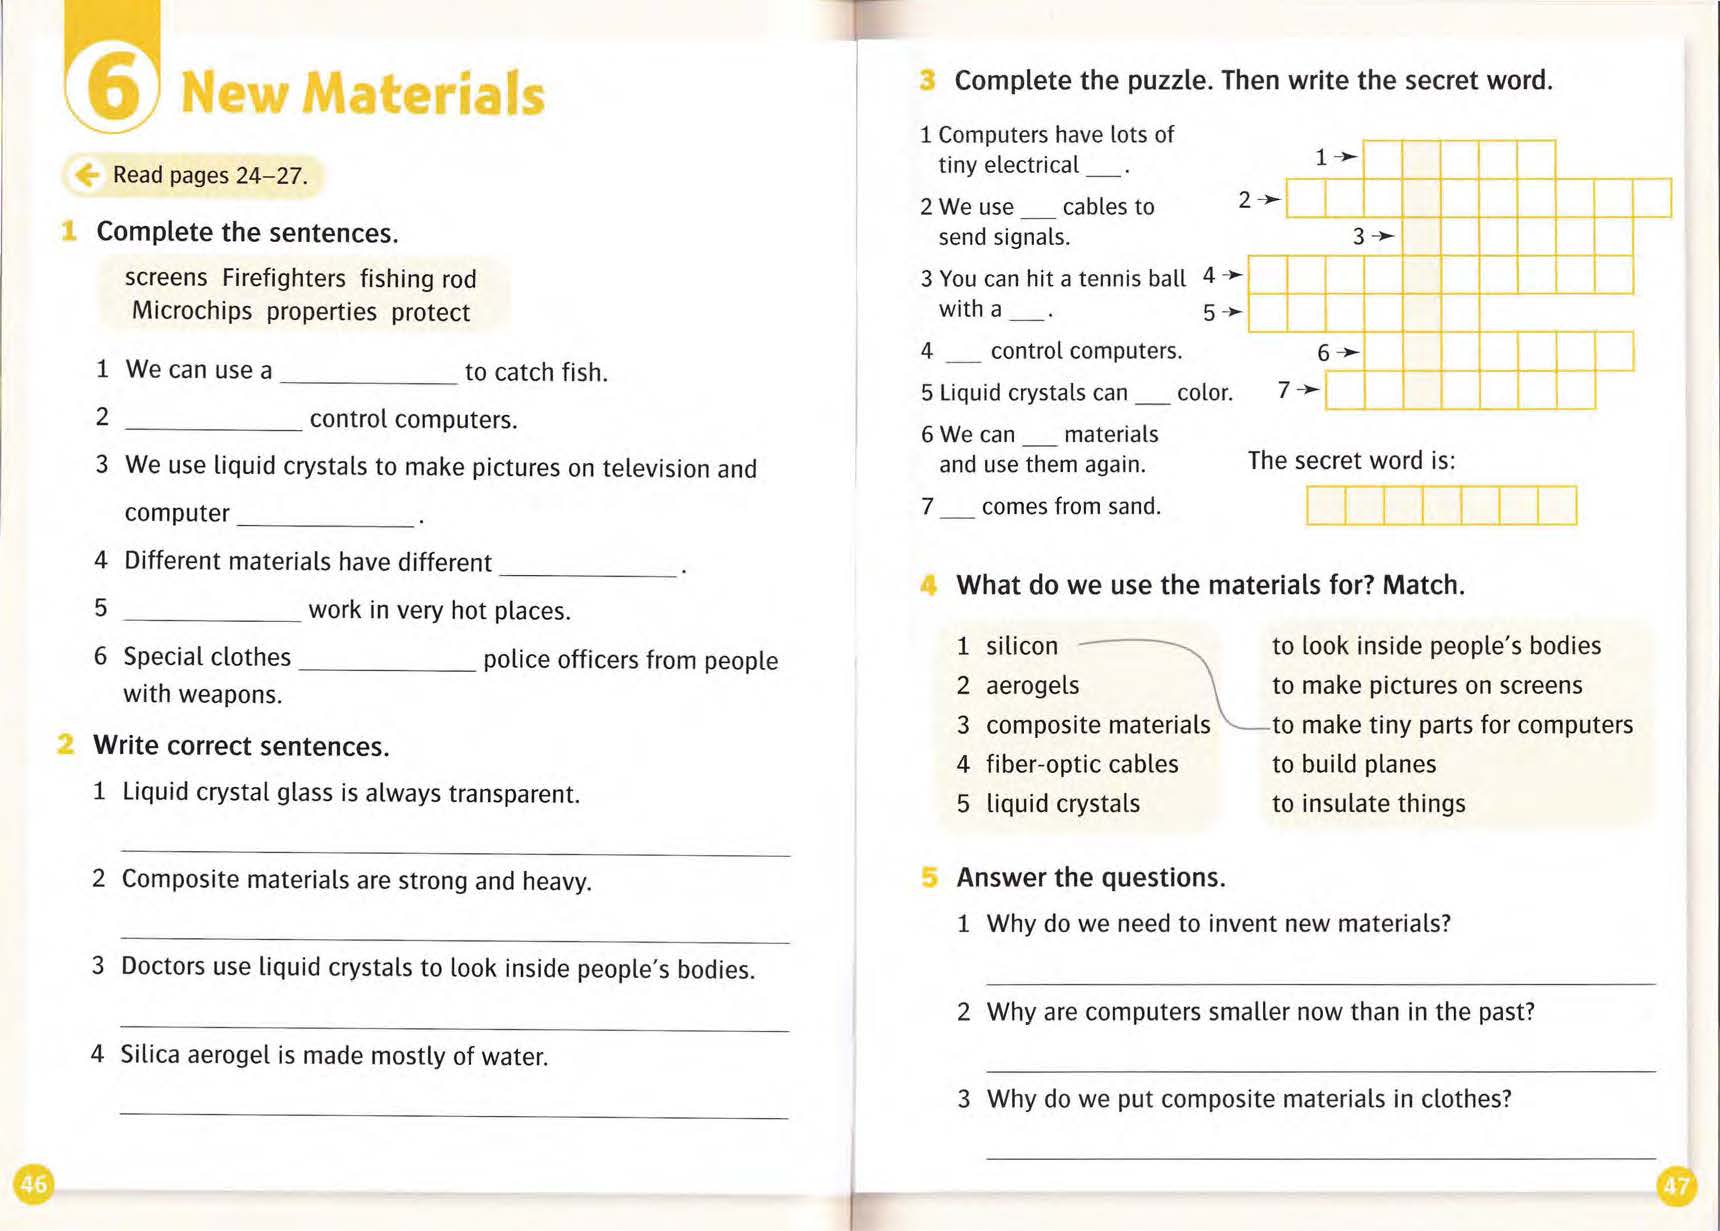 6 New Materials
Read pages 24–27.
1 Complete the sentences.
screens Firefighters fishing rod
Microchips properties protect
1 We can use a ____________ to catch fish.
2 ____________ control computers.
3 We use liquid crystals to make pictures on television and
computer ____________ .
4 Different materials have different ____________ .
5 ____________ work in very hot places.
6 Special clothes ____________ police officers from people
with weapons.
2 Write correct sentences.
1 Liquid crystal glass is always transparent.
2 Composite materials are strong and heavy.
3 Doctors use liquid crystals to look inside people's bodies.
4 Silica aerogel is made mostly of water.
46
3 Complete the puzzle. Then write the secret word.
1 Computers have lots of
tiny electrical ___ .
2 We use ___ cables to
send signals.
3 You can hit a tennis ball
with a ___ .
4 ___ control computers.
5 Liquid crystals can ___ color.
6 We can ___ materials
and use them again.
7 ___ comes from sand.
1 →
2 →
3 →
4 →
5 →
6 →
7 →
The secret word is:
4 What do we use the materials for? Match.
1 silicon
2 aerogels
3 composite materials
4 fiber-optic cables
5 liquid crystals
to look inside people's bodies
to make pictures on screens
to make tiny parts for computers
to build planes
to insulate things
5 Answer the questions.
1 Why do we need to invent new materials?
2 Why are computers smaller now than in the past?
3 Why do we put composite materials in clothes?
47